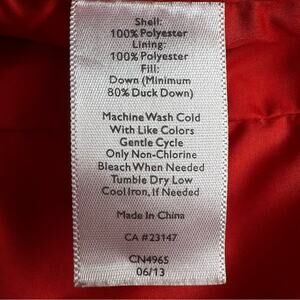 Shell:
100% Polyester
Lining:
100% Polyester
Fill:
Down (Minimum
80% Duck Down)
Machine Wash Cold
With Like Colors
Gentle Cycle
Only Non-Chlorine
Bleach When Needed
Tumble Dry Low
Cool Iron, If Needed
Made In China
CA #23147
CN4965
06/13